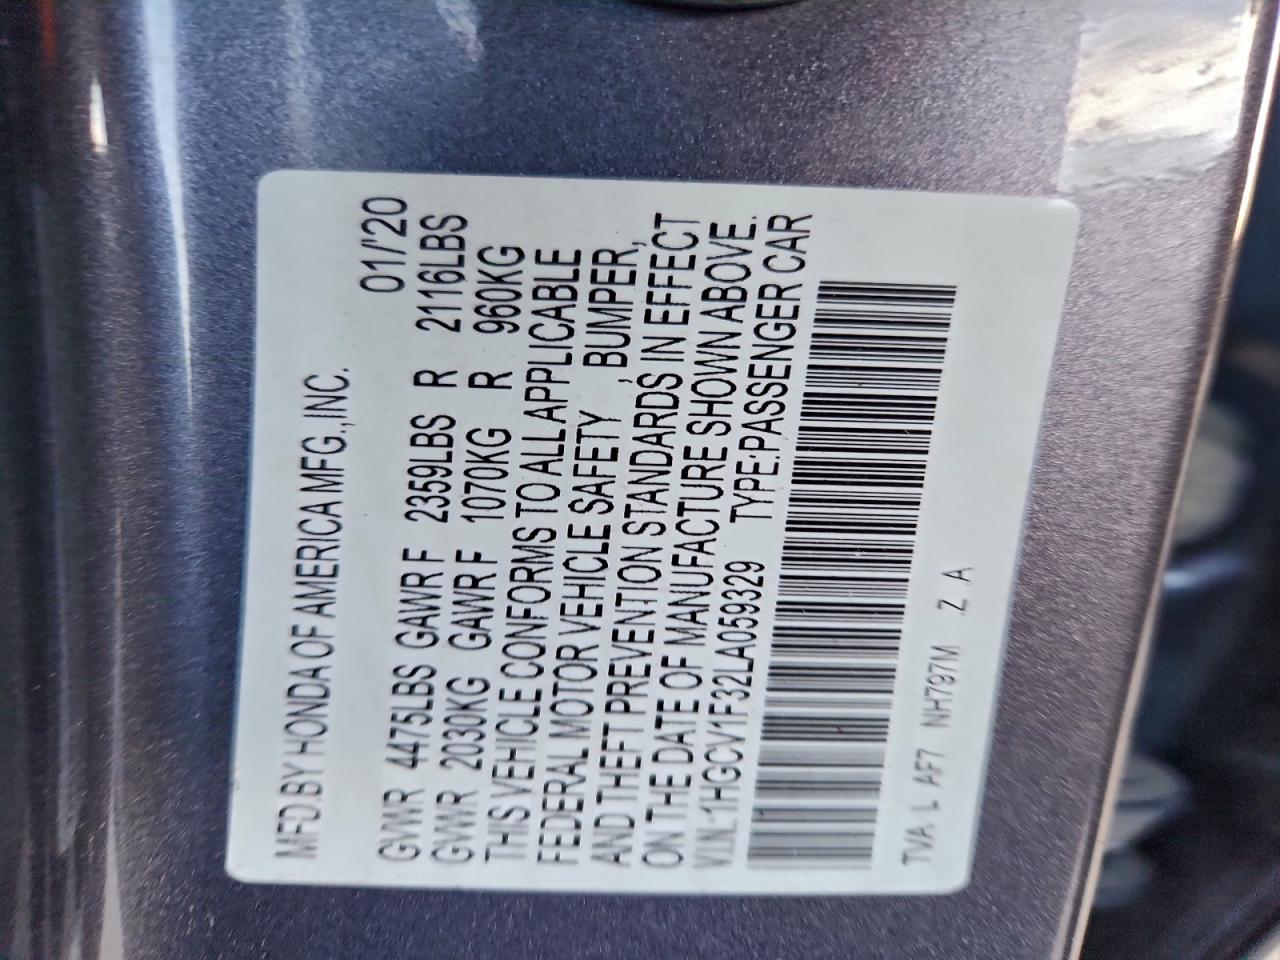 MFD.BY HONDA OF AMERICA MFG.,INC.
01/'20
GVWR 4475LBS GAWR F 2359LBS R 2116LBS
GVWR 2030KG GAWR F 1070KG R 960KG
THIS VEHICLE CONFORMS TO ALL APPLICABLE
FEDERAL MOTOR VEHICLE SAFETY , BUMPER,
AND THEFT PREVENTION STANDARDS IN EFFECT
ON THE DATE OF MANUFACTURE SHOWN ABOVE.
V.I.N.:1HGCV1F32LA059329 TYPE:PASSENGER CAR
TVA L AF7 NH797M Z A